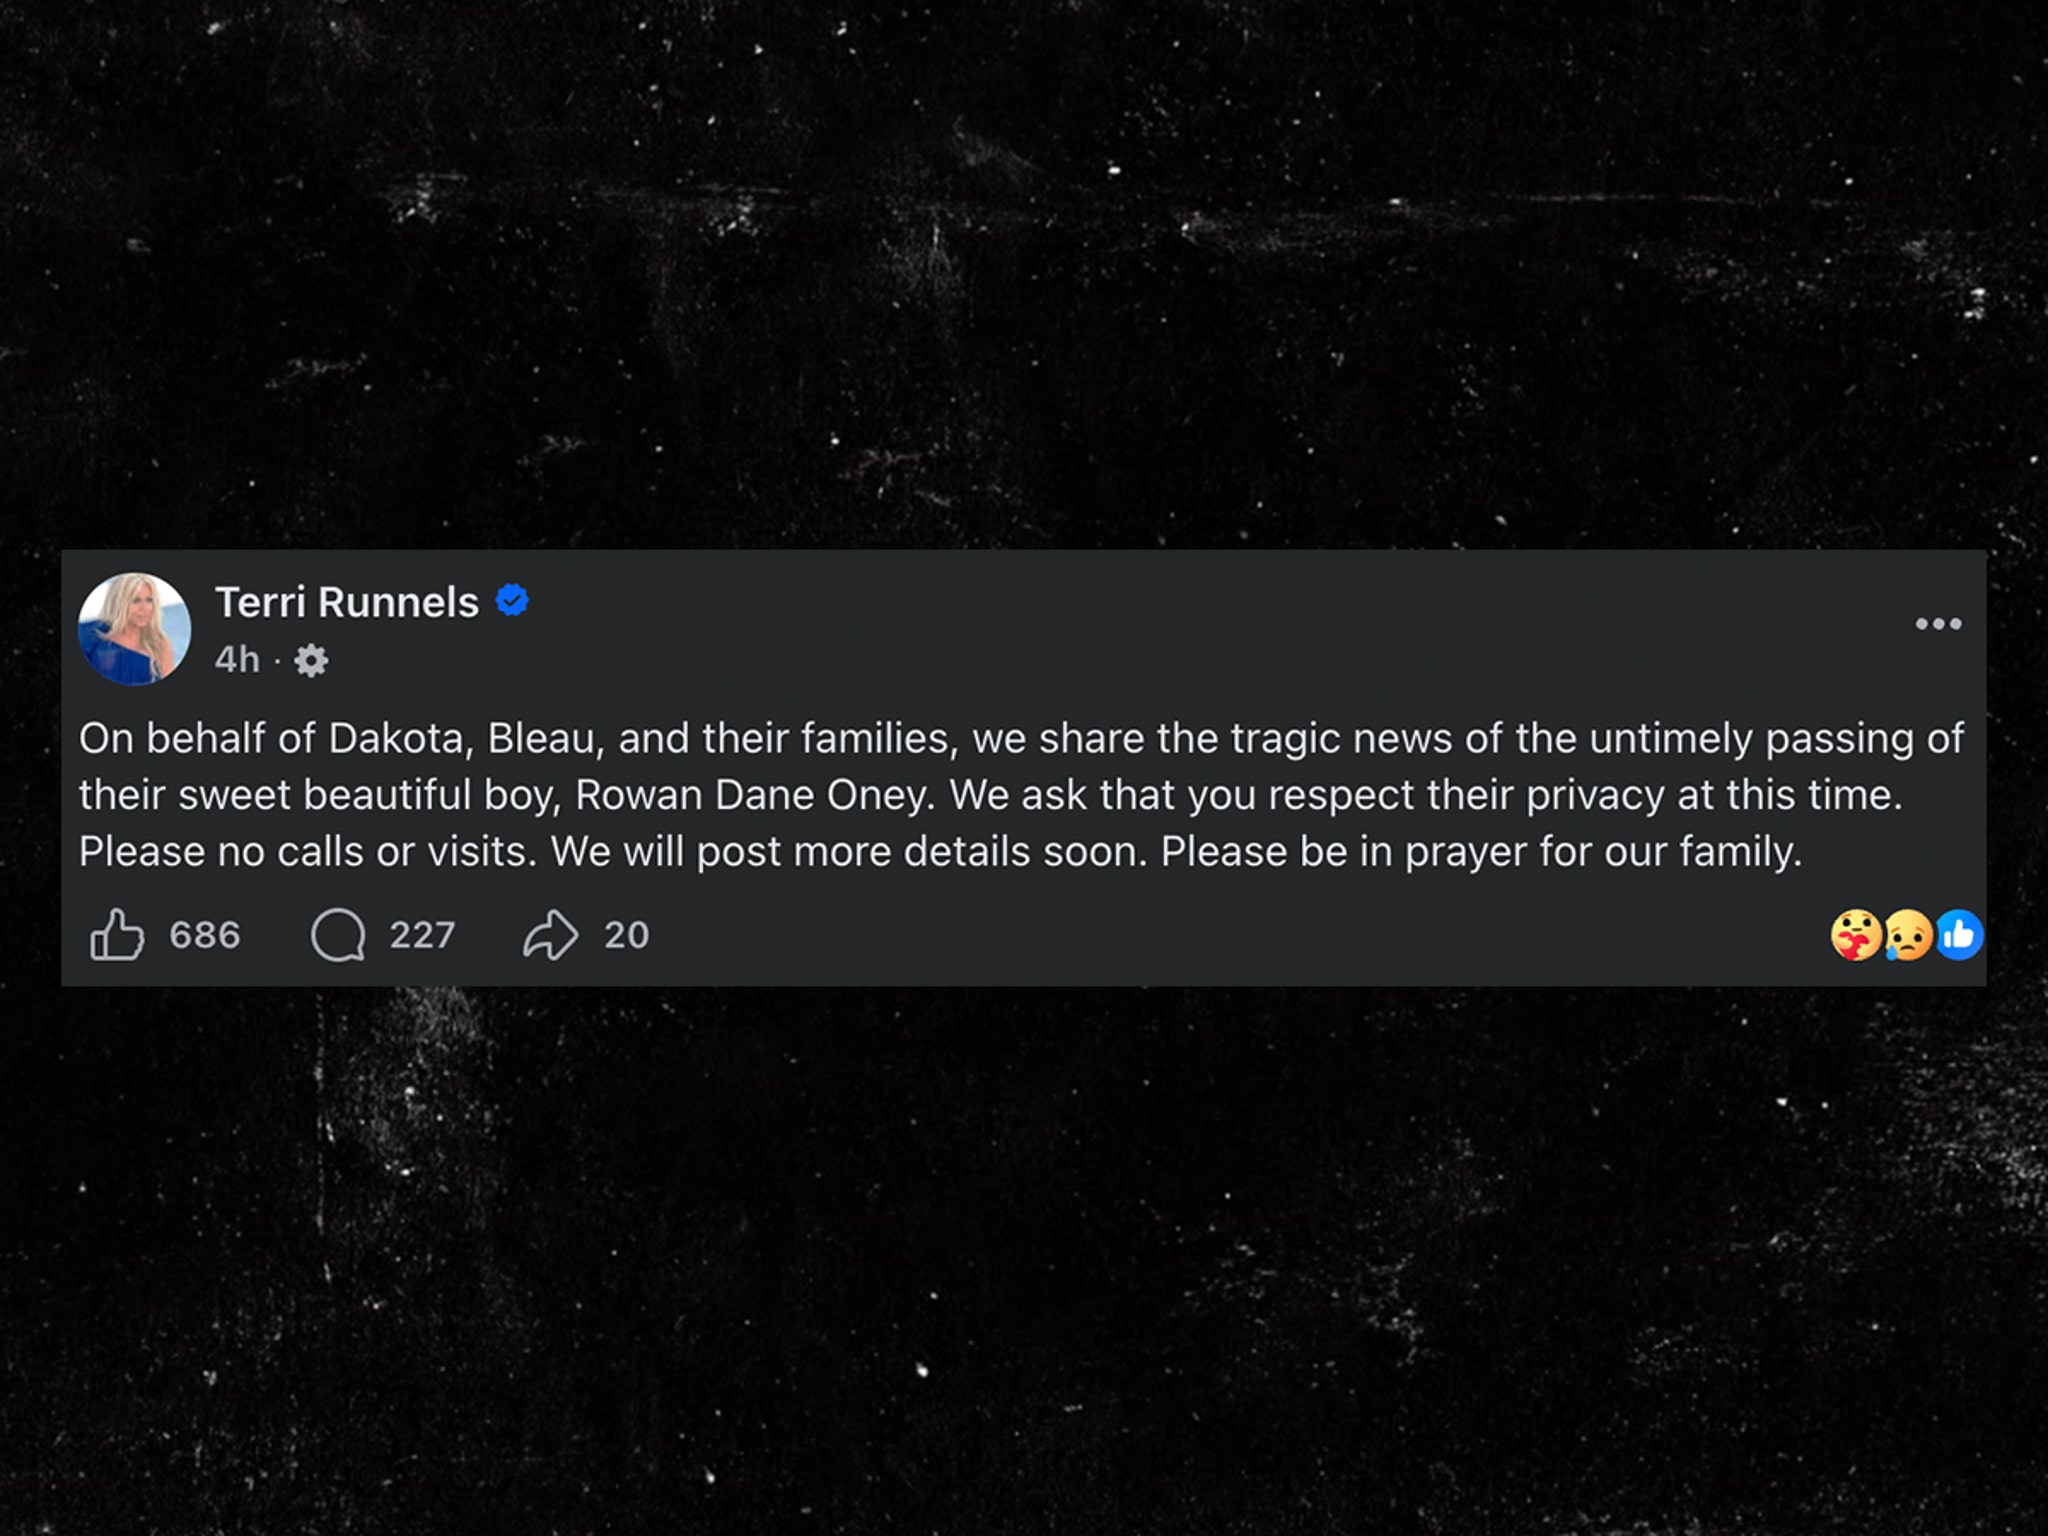 Terri Runnels
4h ·
On behalf of Dakota, Bleau, and their families, we share the tragic news of the untimely passing of
their sweet beautiful boy, Rowan Dane Oney. We ask that you respect their privacy at this time.
Please no calls or visits. We will post more details soon. Please be in prayer for our family.
686 227 20